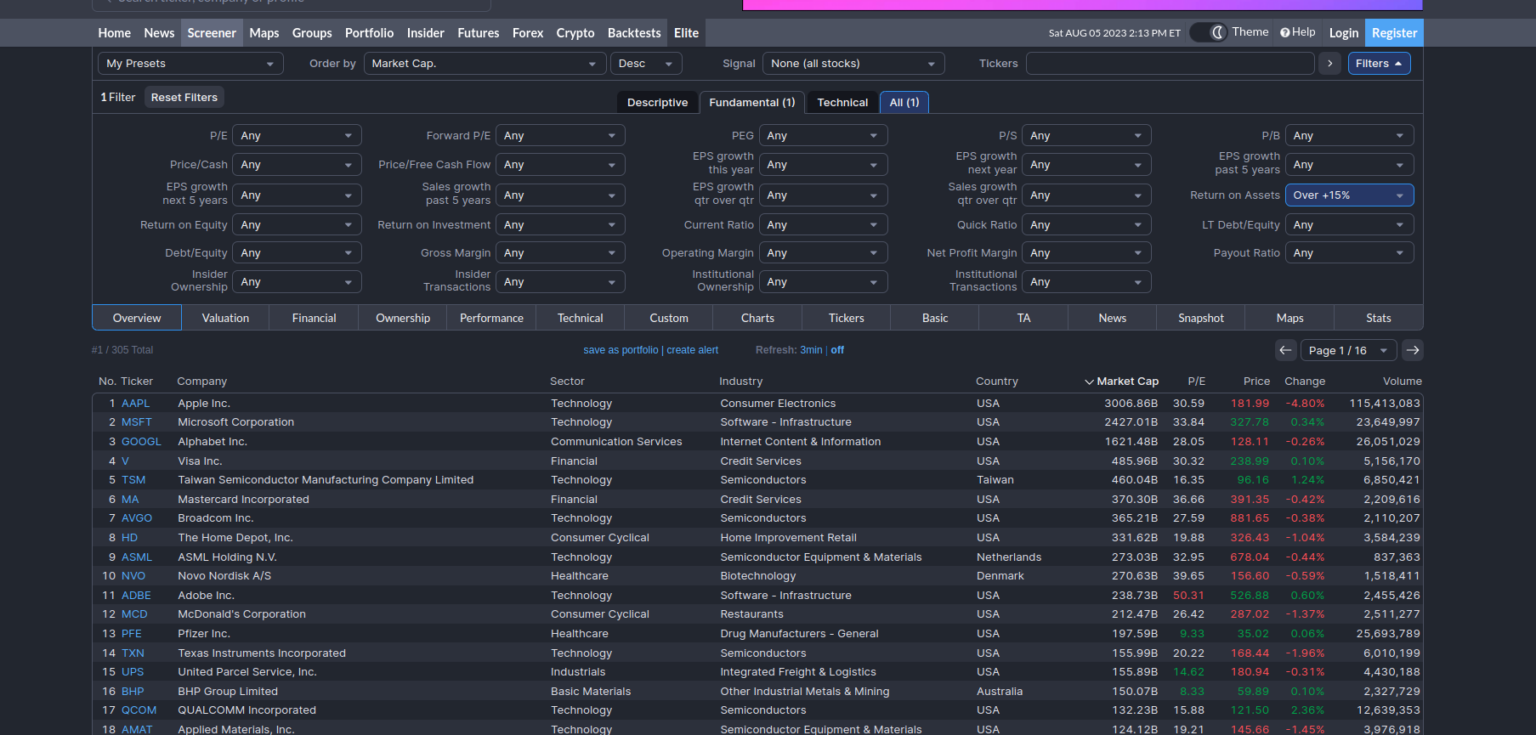 Search ticker, company or profile
Home News Screener Maps Groups Portfolio Insider Futures Forex Crypto Backtests Elite Sat AUG 05 2023 2:13 PM ET Theme Help Login Register
My Presets Order by Market Cap. Desc Signal None (all stocks) Tickers Filters
1 Filter Reset Filters Descriptive Fundamental (1) Technical All (1)
P/E Any Forward P/E Any PEG Any P/S Any P/B Any
Price/Cash Any Price/Free Cash Flow Any EPS growth this year Any EPS growth next year Any EPS growth past 5 years Any
EPS growth next 5 years Any Sales growth past 5 years Any EPS growth qtr over qtr Any Sales growth qtr over qtr Any Return on Assets Over +15%
Return on Equity Any Return on Investment Any Current Ratio Any Quick Ratio Any LT Debt/Equity Any
Debt/Equity Any Gross Margin Any Operating Margin Any Net Profit Margin Any Payout Ratio Any
Insider Ownership Any Insider Transactions Any Institutional Ownership Any Institutional Transactions Any
Overview Valuation Financial Ownership Performance Technical Custom Charts Tickers Basic TA News Snapshot Maps Stats
#1 / 305 Total save as portfolio | create alert Refresh: 3min | off Page 1 / 16
No. Ticker Company Sector Industry Country Market Cap P/E Price Change Volume
1 AAPL Apple Inc. Technology Consumer Electronics USA 3006.86B 30.59 181.99 -4.80% 115,413,083
2 MSFT Microsoft Corporation Technology Software - Infrastructure USA 2427.01B 33.84 327.78 0.34% 23,649,997
3 GOOGL Alphabet Inc. Communication Services Internet Content & Information USA 1621.48B 28.05 128.11 -0.26% 26,051,029
4 V Visa Inc. Financial Credit Services USA 485.96B 30.32 238.99 0.10% 5,156,170
5 TSM Taiwan Semiconductor Manufacturing Company Limited Technology Semiconductors Taiwan 460.04B 16.35 96.16 1.24% 6,850,421
6 MA Mastercard Incorporated Financial Credit Services USA 370.30B 36.66 391.35 -0.42% 2,209,616
7 AVGO Broadcom Inc. Technology Semiconductors USA 365.21B 27.59 881.65 -0.38% 2,110,207
8 HD The Home Depot, Inc. Consumer Cyclical Home Improvement Retail USA 331.62B 19.88 326.43 -1.04% 3,584,239
9 ASML ASML Holding N.V. Technology Semiconductor Equipment & Materials Netherlands 273.03B 32.95 678.04 -0.44% 837,363
10 NVO Novo Nordisk A/S Healthcare Biotechnology Denmark 270.63B 39.65 156.60 -0.59% 1,518,411
11 ADBE Adobe Inc. Technology Software - Infrastructure USA 238.73B 50.31 526.88 0.60% 2,455,426
12 MCD McDonald's Corporation Consumer Cyclical Restaurants USA 212.47B 26.42 287.02 -1.37% 2,511,277
13 PFE Pfizer Inc. Healthcare Drug Manufacturers - General USA 197.59B 9.33 35.02 0.06% 25,693,789
14 TXN Texas Instruments Incorporated Technology Semiconductors USA 155.99B 20.22 168.44 -1.96% 6,010,199
15 UPS United Parcel Service, Inc. Industrials Integrated Freight & Logistics USA 155.89B 14.62 180.94 -0.31% 4,430,188
16 BHP BHP Group Limited Basic Materials Other Industrial Metals & Mining Australia 150.07B 8.33 59.89 0.10% 2,327,729
17 QCOM QUALCOMM Incorporated Technology Semiconductors USA 132.23B 15.88 121.50 2.36% 12,639,353
18 AMAT Applied Materials, Inc. Technology Semiconductor Equipment & Materials USA 124.12B 19.21 145.66 -1.45% 3,976,918